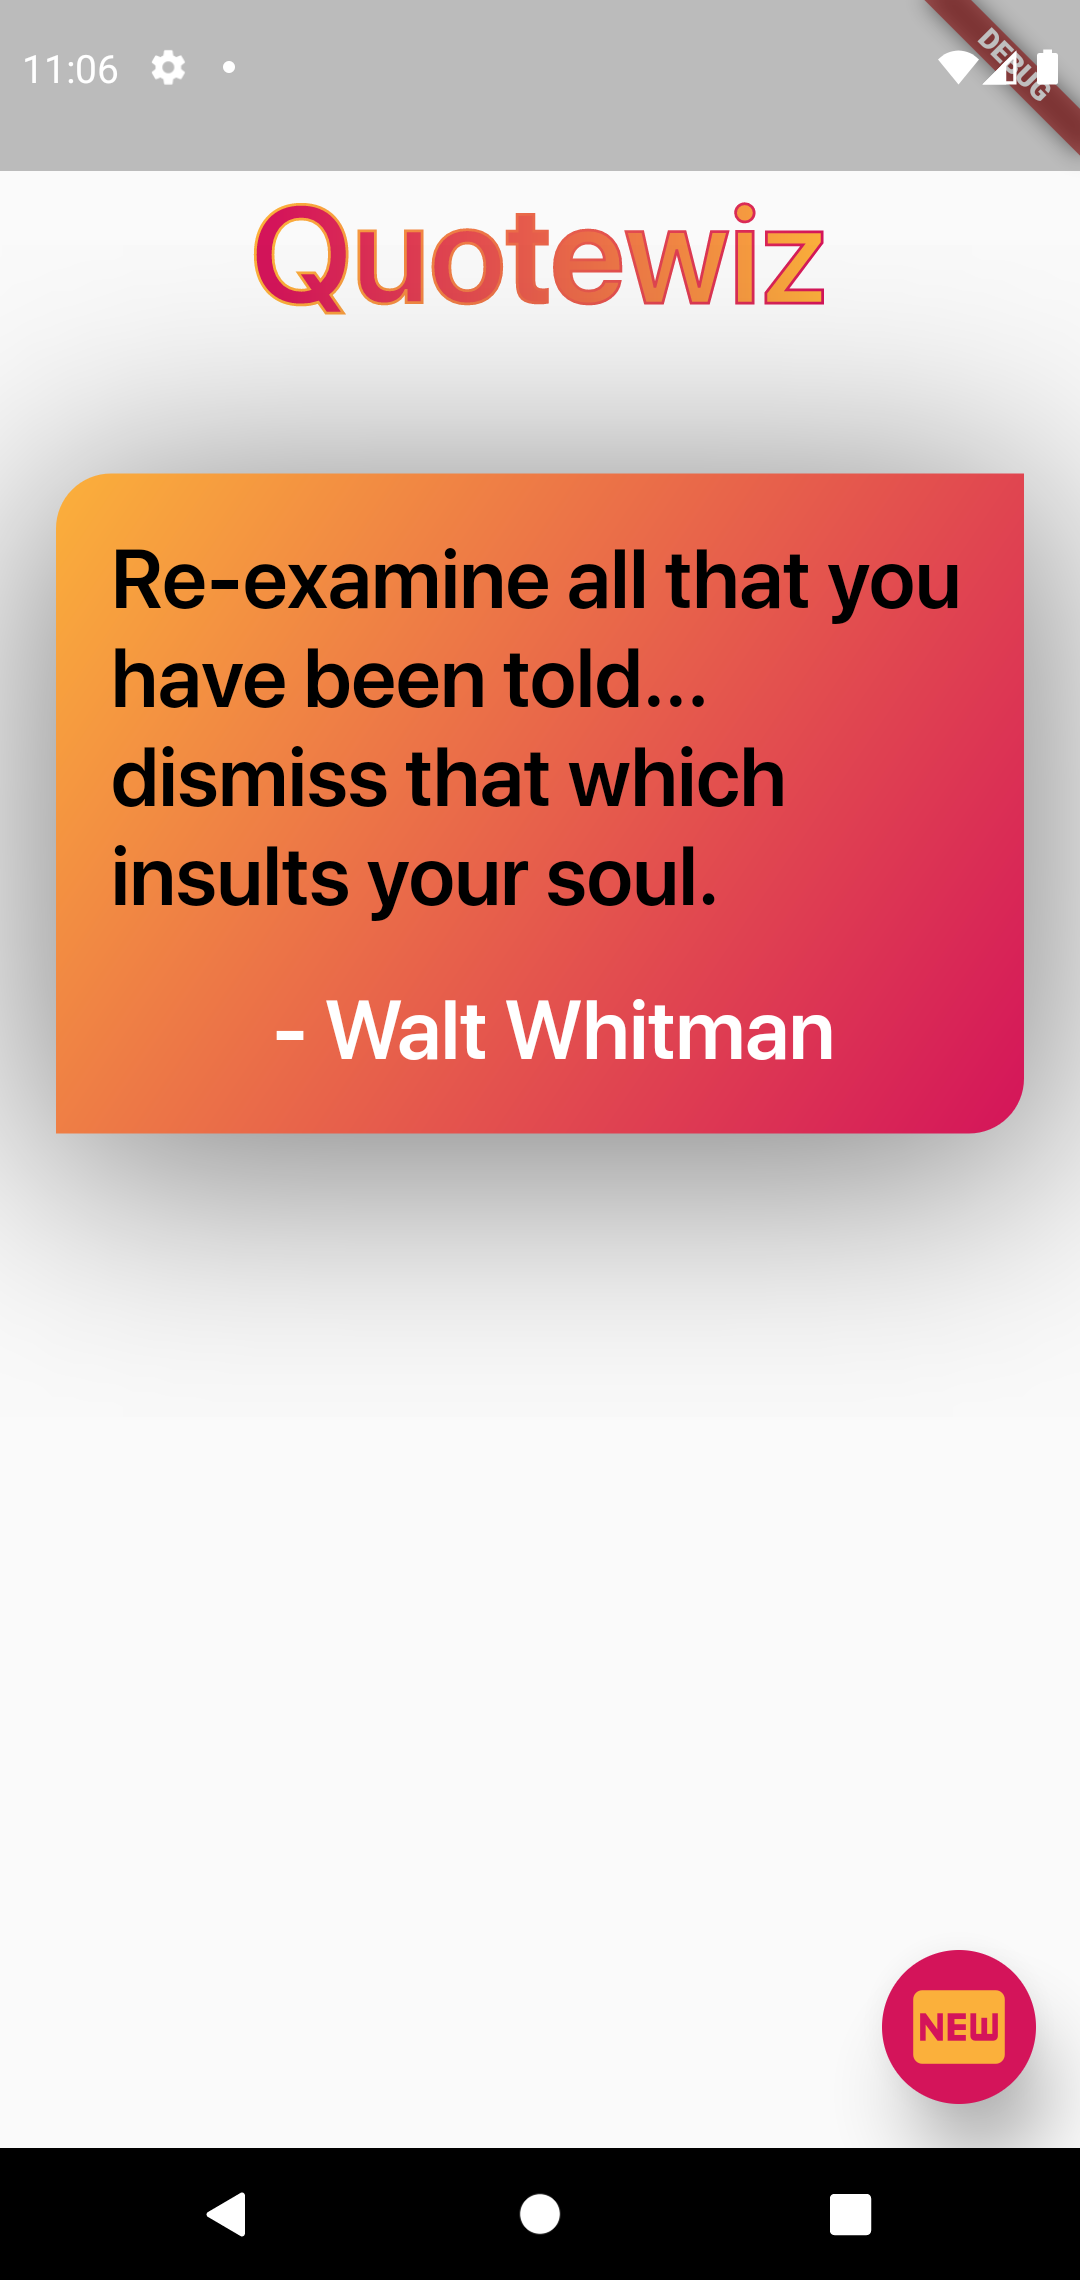 11:06
DEBUG
Quotewiz
Re-examine all that you
have been told...
dismiss that which
insults your soul.
- Walt Whitman
NEW